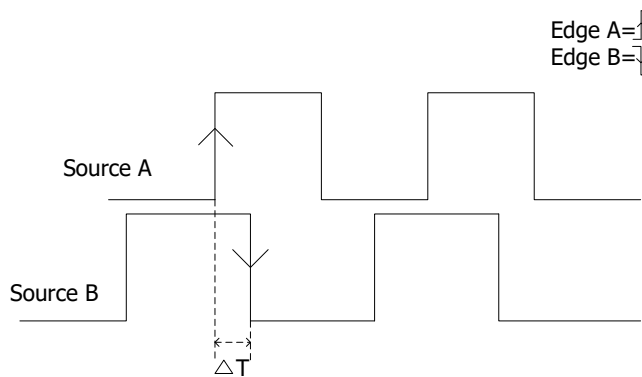 Edge A=
Edge B=
Source A
Source B
△T